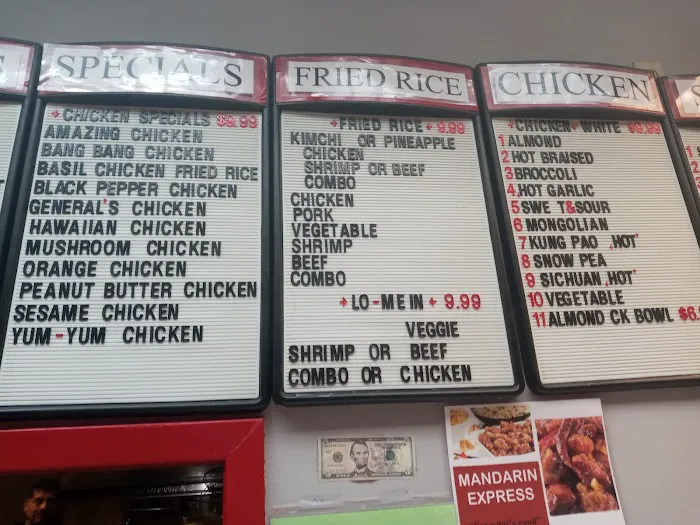 SPECIALS
CHICKEN SPECIALS $9.99
AMAZING CHICKEN
BANG BANG CHICKEN
BASIL CHICKEN FRIED RICE
BLACK PEPPER CHICKEN
GENERAL'S CHICKEN
HAWAIIAN CHICKEN
MUSHROOM CHICKEN
ORANGE CHICKEN
PEANUT BUTTER CHICKEN
SESAME CHICKEN
YUM-YUM CHICKEN
FRIED RICE
+FRIED RICE+ 9.99
KIMCHI OR PINEAPPLE
CHICKEN
SHRIMP OR BEEF
COMBO
CHICKEN
PORK
VEGETABLE
SHRIMP
BEEF
COMBO
+LO-MEIN+ 9.99
VEGGIE
SHRIMP OR BEEF
COMBO OR CHICKEN
CHICKEN
+CHICKEN+ WHITE $9.99
1 ALMOND
2 HOT BRAISED
3 BROCCOLI
4,HOT GARLIC
5 SWE T&SOUR
6 MONGOLIAN
7 KUNG PAO ,HOT'
8 SNOW PEA
9 SICHUAN ,HOT'
10 VEGETABLE
11 ALMOND CK BOWL
MANDARIN
EXPRESS